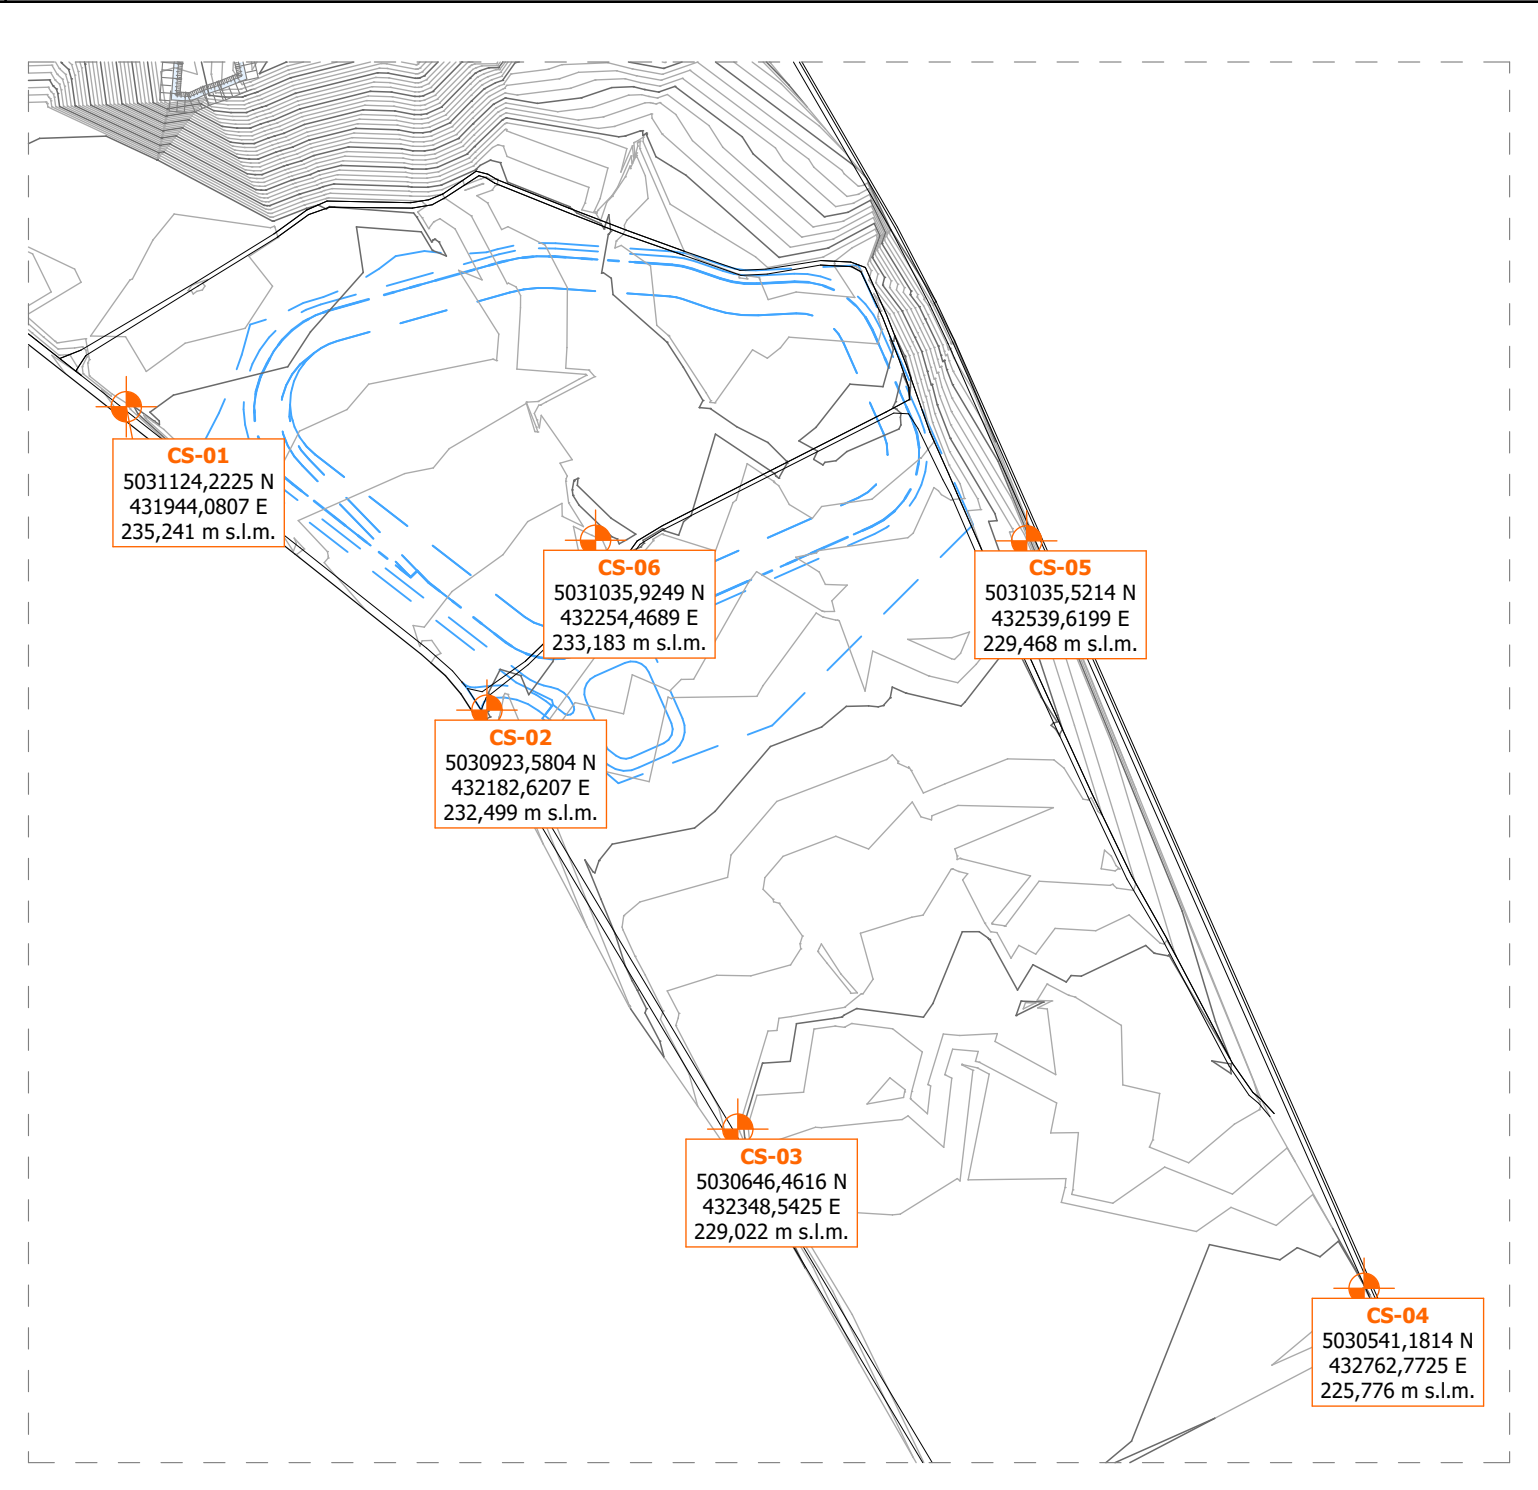 CS-01
5031124,2225 N
431944,0807 E
235,241 m s.l.m.
CS-06
5031035,9249 N
432254,4689 E
233,183 m s.l.m.
CS-05
5031035,5214 N
432539,6199 E
229,468 m s.l.m.
CS-02
5030923,5804 N
432182,6207 E
232,499 m s.l.m.
CS-03
5030646,4616 N
432348,5425 E
229,022 m s.l.m.
CS-04
5030541,1814 N
432762,7725 E
225,776 m s.l.m.